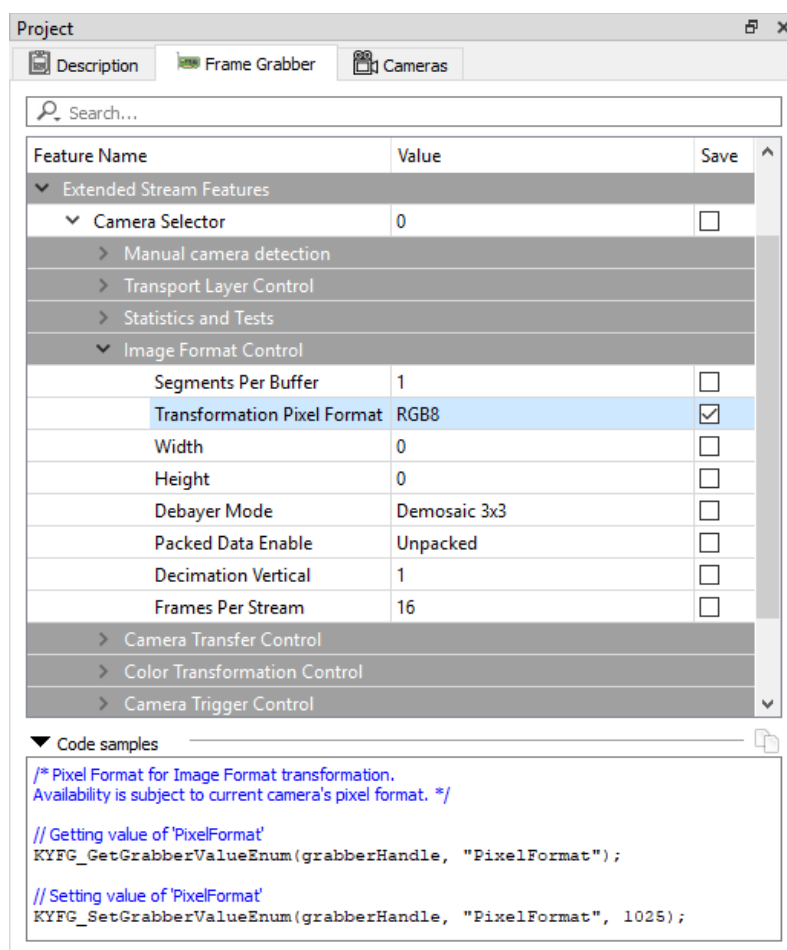 Project
Description Frame Grabber Cameras
Search...
Feature Name Value Save
Extended Stream Features
Camera Selector 0
Manual camera detection
Transport Layer Control
Statistics and Tests
Image Format Control
Segments Per Buffer 1
Transformation Pixel Format RGB8
Width 0
Height 0
Debayer Mode Demosaic 3x3
Packed Data Enable Unpacked
Decimation Vertical 1
Frames Per Stream 16
Camera Transfer Control
Color Transformation Control
Camera Trigger Control
Code samples
/* Pixel Format for Image Format transformation.
Availability is subject to current camera's pixel format. */
// Getting value of 'PixelFormat'
KYFG_GetGrabberValueEnum(grabberHandle, "PixelFormat");
// Setting value of 'PixelFormat'
KYFG_SetGrabberValueEnum(grabberHandle, "PixelFormat", 1025);